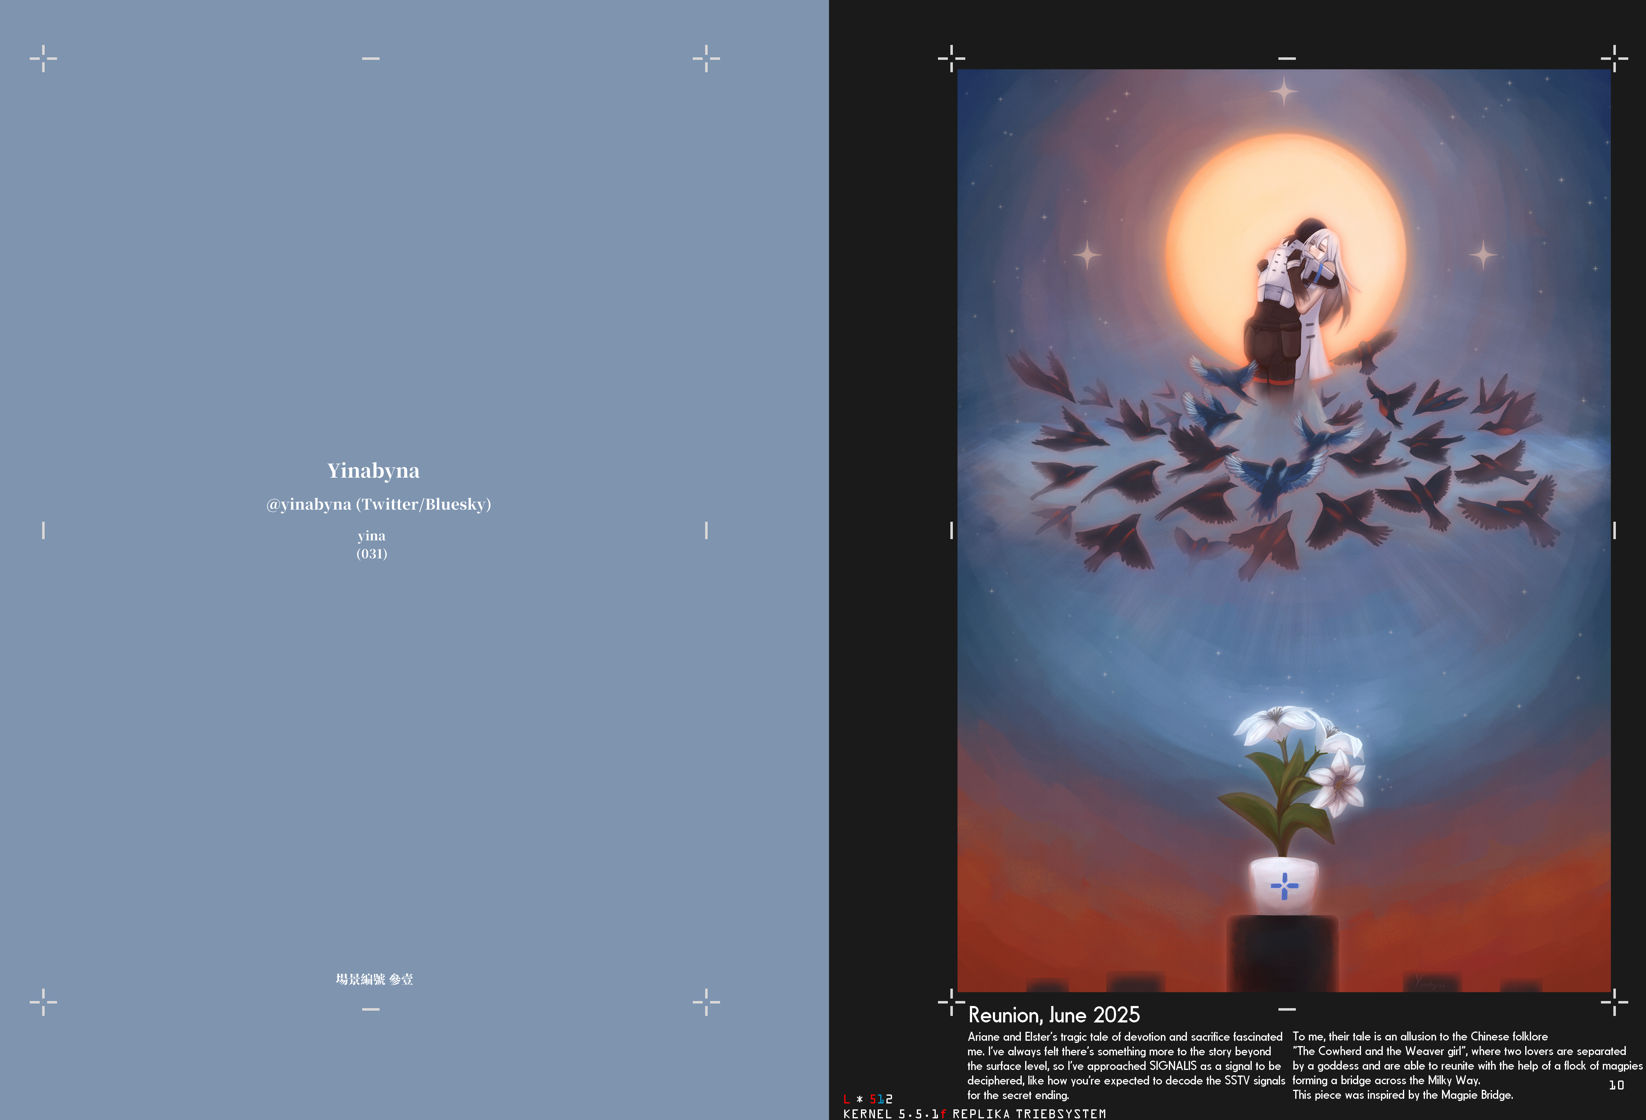 Yinabyna
@yinabyna (Twitter/Bluesky)
yina
(031)
場景編號 參壹
Reunion, June 2025
Ariane and Elster's tragic tale of devotion and sacrifice fascinated
me. I've always felt there's something more to the story beyond
the surface level, so I've approached SIGNALIS as a signal to be
deciphered, like how you're expected to decode the SSTV signals
for the secret ending.
To me, their tale is an allusion to the Chinese folklore
"The Cowherd and the Weaver girl", where two lovers are separated
by a goddess and are able to reunite with the help of a flock of magpies
forming a bridge across the Milky Way.
This piece was inspired by the Magpie Bridge.
10
L * 512
KERNEL 5.5.1f REPLIKA TRIEBSYSTEM